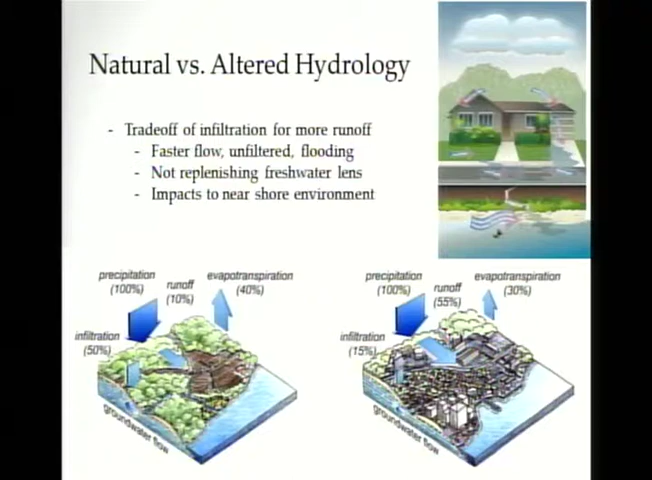 Natural vs. Altered Hydrology
- Tradeoff of infiltration for more runoff
- Faster flow, unfiltered, flooding
- Not replenishing freshwater lens
- Impacts to near shore environment
precipitation
(100%)
runoff
(10%)
evapotranspiration
(40%)
infiltration
(50%)
groundwater flow
precipitation
(100%)
runoff
(55%)
evapotranspiration
(30%)
infiltration
(15%)
groundwater flow